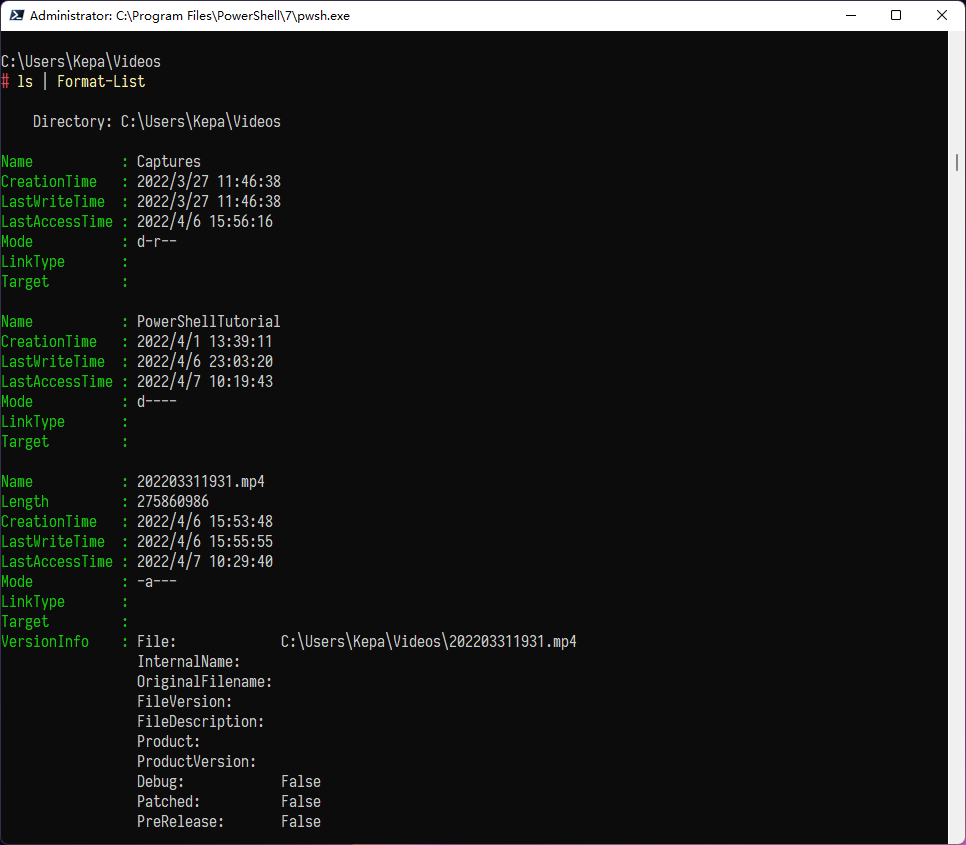 Administrator: C:\Program Files\PowerShell\7\pwsh.exe
C:\Users\Kepa\Videos
# ls | Format-List
Directory: C:\Users\Kepa\Videos
Name : Captures
CreationTime : 2022/3/27 11:46:38
LastWriteTime : 2022/3/27 11:46:38
LastAccessTime : 2022/4/6 15:56:16
Mode : d-r--
LinkType :
Target :
Name : PowerShellTutorial
CreationTime : 2022/4/1 13:39:11
LastWriteTime : 2022/4/6 23:03:20
LastAccessTime : 2022/4/7 10:19:43
Mode : d----
LinkType :
Target :
Name : 202203311931.mp4
Length : 275860986
CreationTime : 2022/4/6 15:53:48
LastWriteTime : 2022/4/6 15:55:55
LastAccessTime : 2022/4/7 10:29:40
Mode : -a---
LinkType :
Target :
VersionInfo : File: C:\Users\Kepa\Videos\202203311931.mp4
InternalName:
OriginalFilename:
FileVersion:
FileDescription:
Product:
ProductVersion:
Debug: False
Patched: False
PreRelease: False